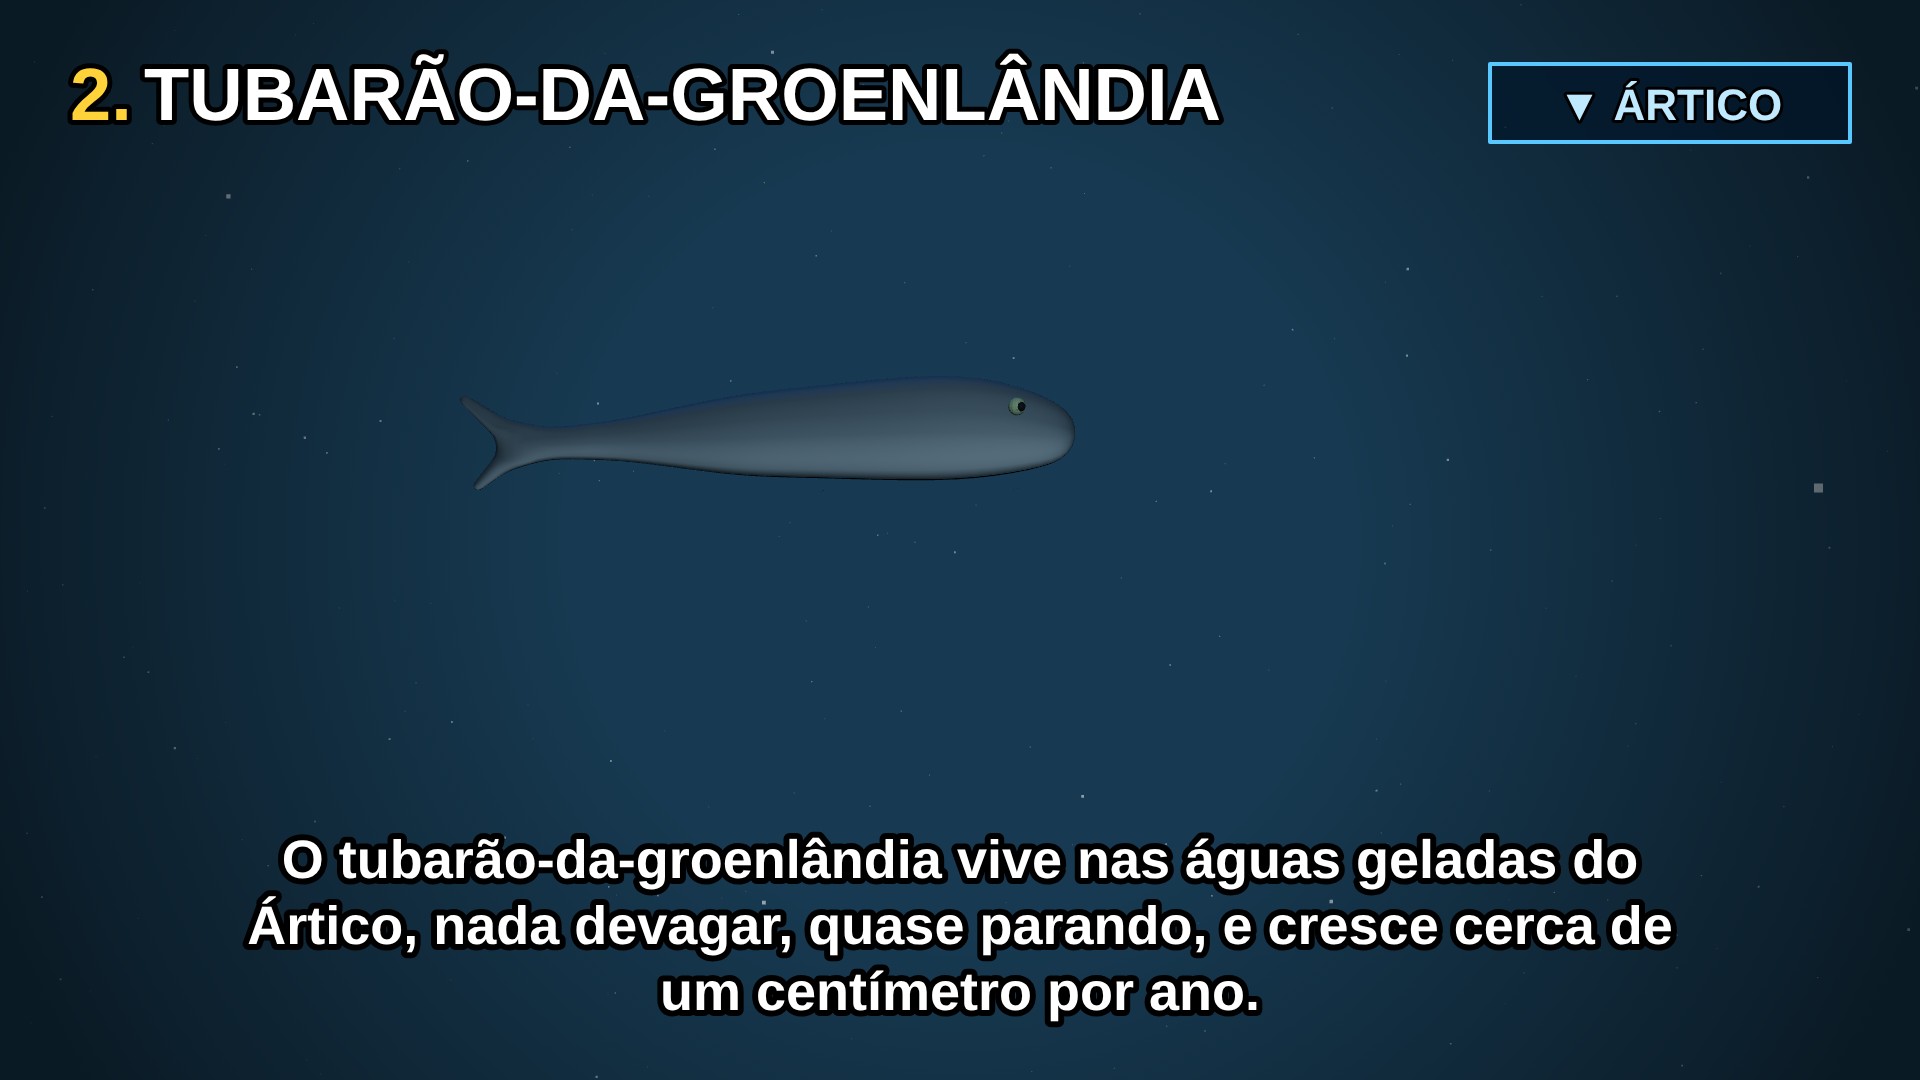 2. TUBARÃO-DA-GROENLÂNDIA
▼ ÁRTICO
O tubarão-da-groenlândia vive nas águas geladas do
Ártico, nada devagar, quase parando, e cresce cerca de
um centímetro por ano.